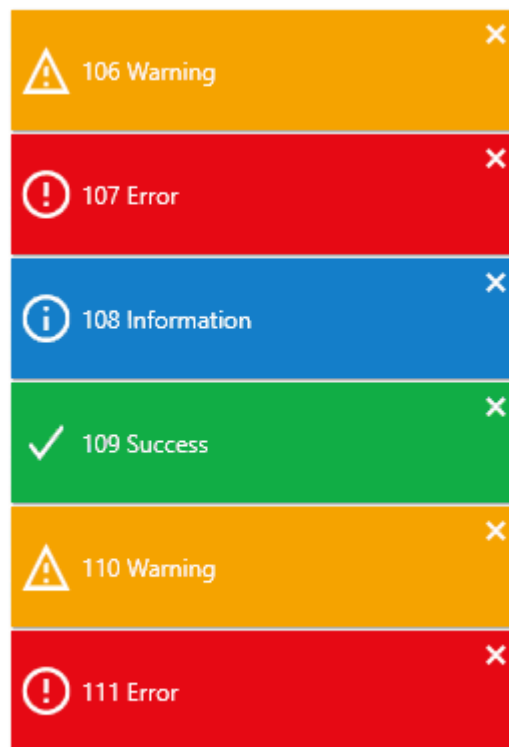 106 Warning
107 Error
108 Information
109 Success
110 Warning
111 Error